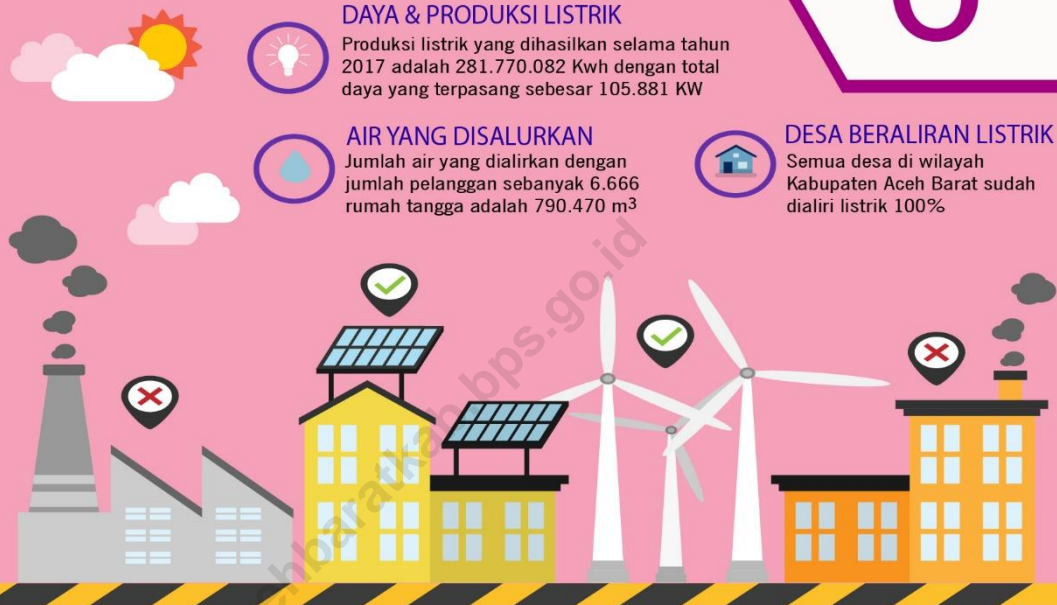 DAYA & PRODUKSI LISTRIK
Produksi listrik yang dihasilkan selama tahun
2017 adalah 281.770.082 Kwh dengan total
daya yang terpasang sebesar 105.881 KW
AIR YANG DISALURKAN
Jumlah air yang dialirkan dengan
jumlah pelanggan sebanyak 6.666
rumah tangga adalah 790.470 m³
DESA BERALIRAN LISTRIK
Semua desa di wilayah
Kabupaten Aceh Barat sudah
dialiri listrik 100%
ehbaratkab.bps.go.id